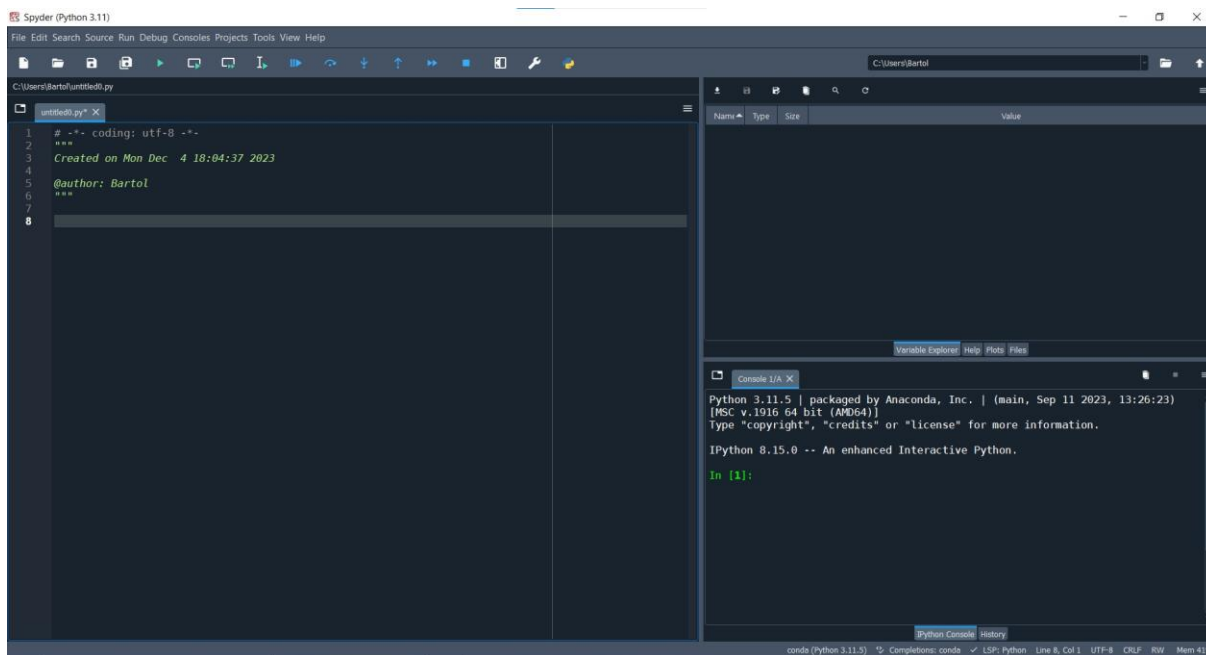 Spyder (Python 3.11)
File Edit Search Source Run Debug Consoles Projects Tools View Help
C:\Users\Bartol
C:\Users\Bartol\untitled0.py
untitled0.py*
1 # -*- coding: utf-8 -*-
2 """
3 Created on Mon Dec  4 18:04:37 2023
4
5 @author: Bartol
6 """
7
8
Type Size Value
Variable Explorer Help Plots Files
Console 1/A
Python 3.11.5 | packaged by Anaconda, Inc. | (main, Sep 11 2023, 13:26:23)
[MSC v.1916 64 bit (AMD64)]
Type "copyright", "credits" or "license" for more information.
IPython 8.15.0 -- An enhanced Interactive Python.
In [1]:
IPython Console History
conda (Python 3.11.5) Completions: conda LSP: Python Line 8, Col 1 UTF-8 CRLF RW Mem